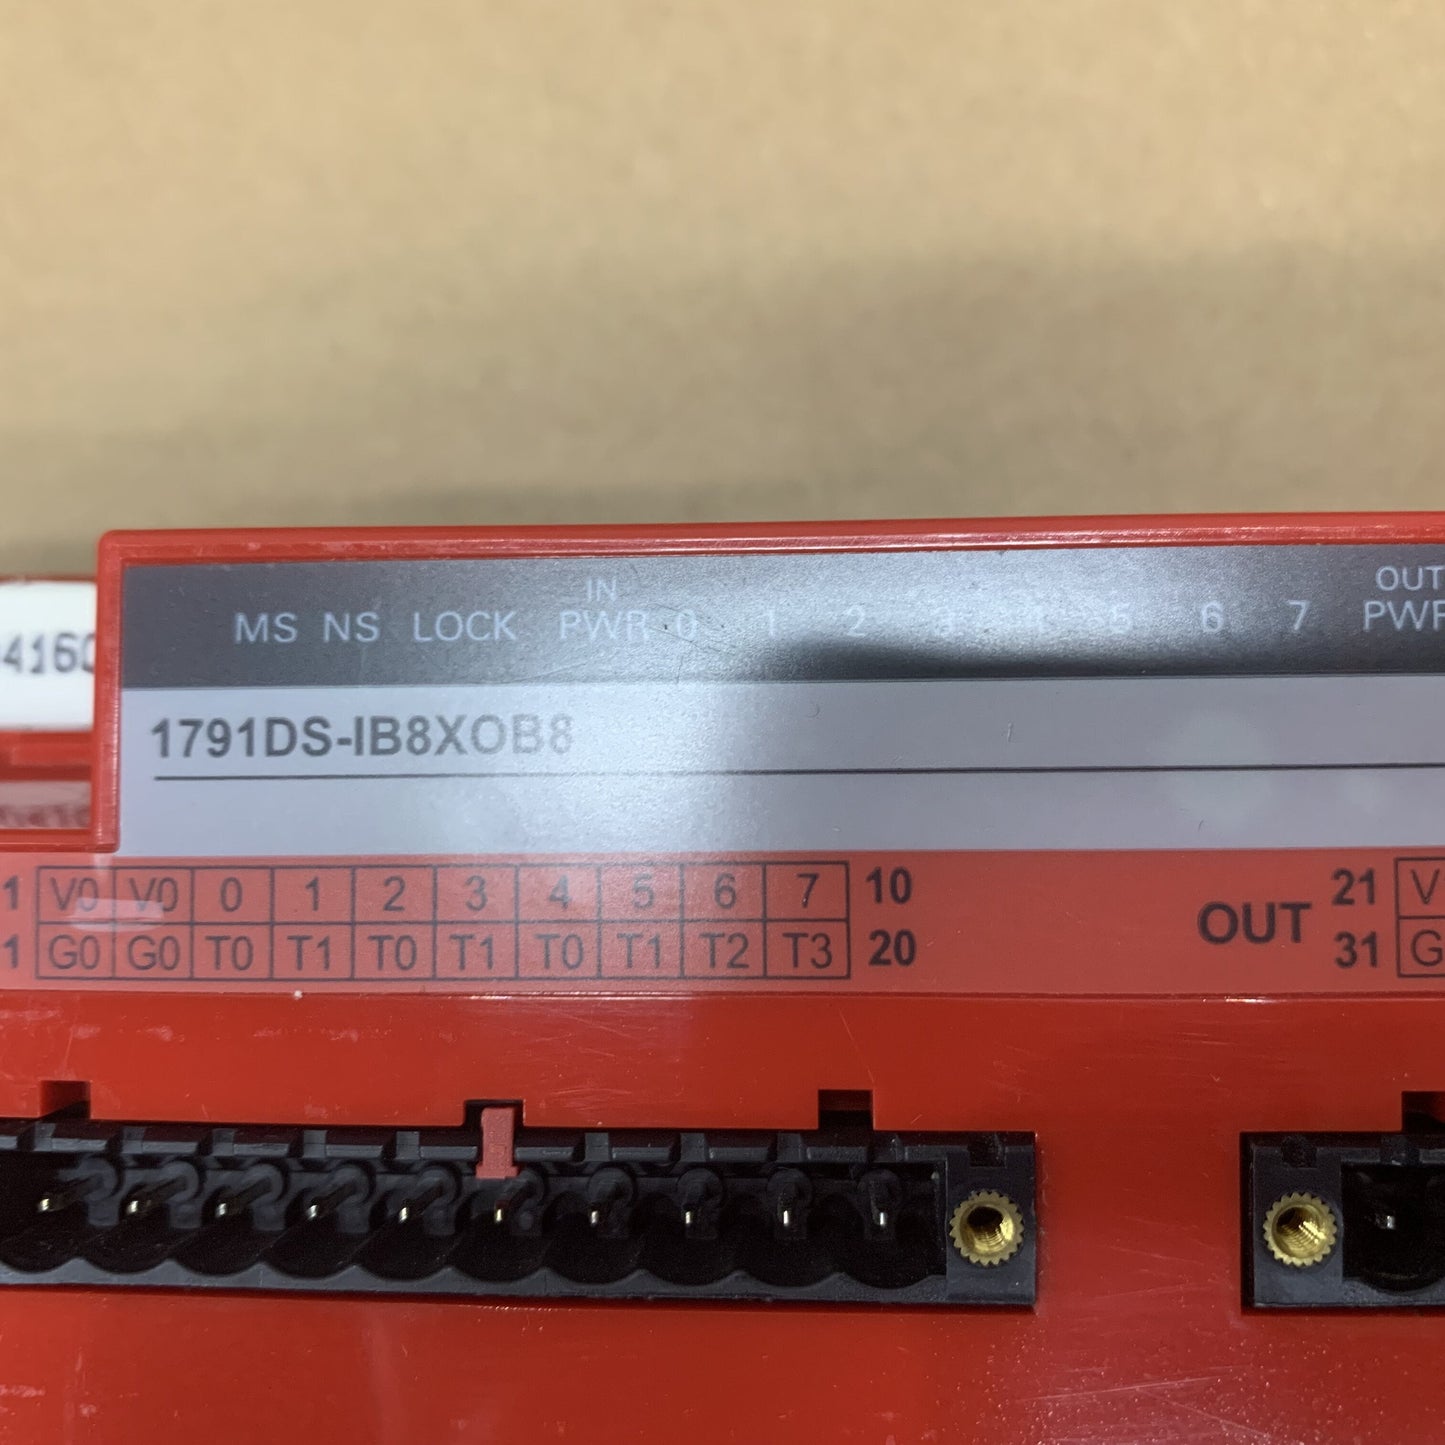 IN OUT
MS NS LOCK PWR 0 1 2 3 4 5 6 7 PWR
4160
1791DS-IB8XOB8
1 V0 V0 0 1 2 3 4 5 6 7 10
1 G0 G0 T0 T1 T0 T1 T0 T1 T2 T3 20
OUT
21 V
31 G